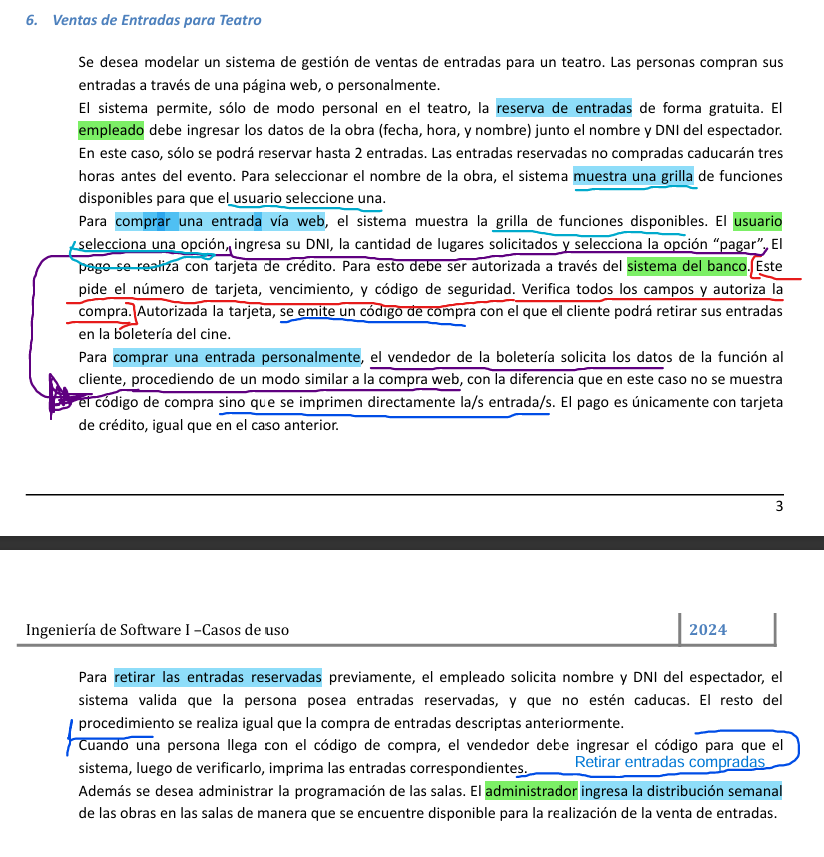 6. Ventas de Entradas para Teatro
Se desea modelar un sistema de gestión de ventas de entradas para un teatro. Las personas compran sus
entradas a través de una página web, o personalmente.
El sistema permite, sólo de modo personal en el teatro, la reserva de entradas de forma gratuita. El
empleado debe ingresar los datos de la obra (fecha, hora, y nombre) junto el nombre y DNI del espectador.
En este caso, sólo se podrá reservar hasta 2 entradas. Las entradas reservadas no compradas caducarán tres
horas antes del evento. Para seleccionar el nombre de la obra, el sistema muestra una grilla de funciones
disponibles para que el usuario seleccione una.
Para comprar una entrada vía web, el sistema muestra la grilla de funciones disponibles. El usuario
selecciona una opción, ingresa su DNI, la cantidad de lugares solicitados y selecciona la opción “pagar”. El
pago se realiza con tarjeta de crédito. Para esto debe ser autorizada a través del sistema del banco. Este
pide el número de tarjeta, vencimiento, y código de seguridad. Verifica todos los campos y autoriza la
compra. Autorizada la tarjeta, se emite un código de compra con el que el cliente podrá retirar sus entradas
en la boletería del cine.
Para comprar una entrada personalmente, el vendedor de la boletería solicita los datos de la función al
cliente, procediendo de un modo similar a la compra web, con la diferencia que en este caso no se muestra
el código de compra sino que se imprimen directamente la/s entrada/s. El pago es únicamente con tarjeta
de crédito, igual que en el caso anterior.
3
Ingeniería de Software I –Casos de uso 2024
Para retirar las entradas reservadas previamente, el empleado solicita nombre y DNI del espectador, el
sistema valida que la persona posea entradas reservadas, y que no estén caducas. El resto del
procedimiento se realiza igual que la compra de entradas descriptas anteriormente.
Cuando una persona llega con el código de compra, el vendedor debe ingresar el código para que el
sistema, luego de verificarlo, imprima las entradas correspondientes. Retirar entradas compradas
Además se desea administrar la programación de las salas. El administrador ingresa la distribución semanal
de las obras en las salas de manera que se encuentre disponible para la realización de la venta de entradas.